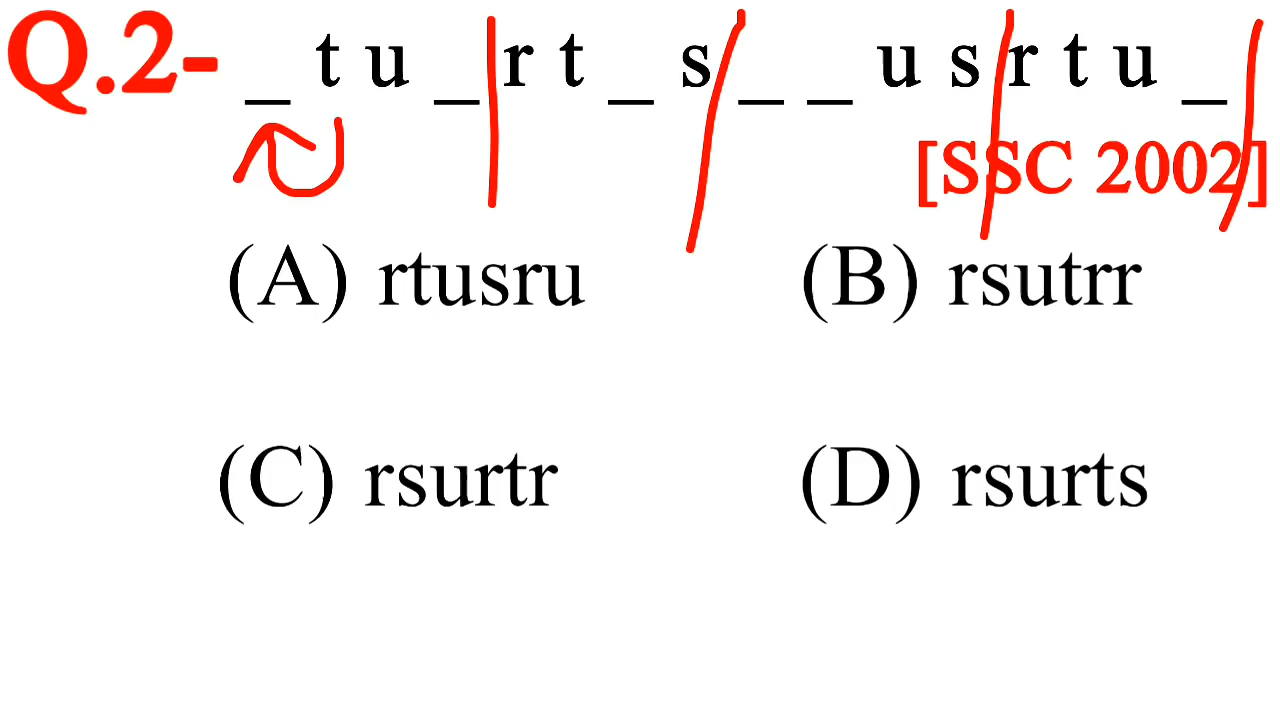 Q.2- _ t u _ r t _ s _ _ u s r t u _
[SSC 2002]
(A) rtusru (B) rsutrr
(C) rsurtr (D) rsurts